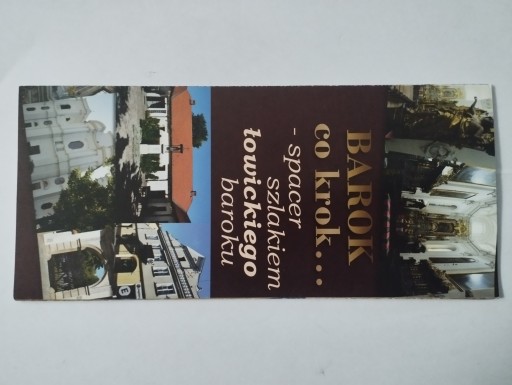 BAROK
co krok...
- spacer
szlakiem
łowickiego
baroku